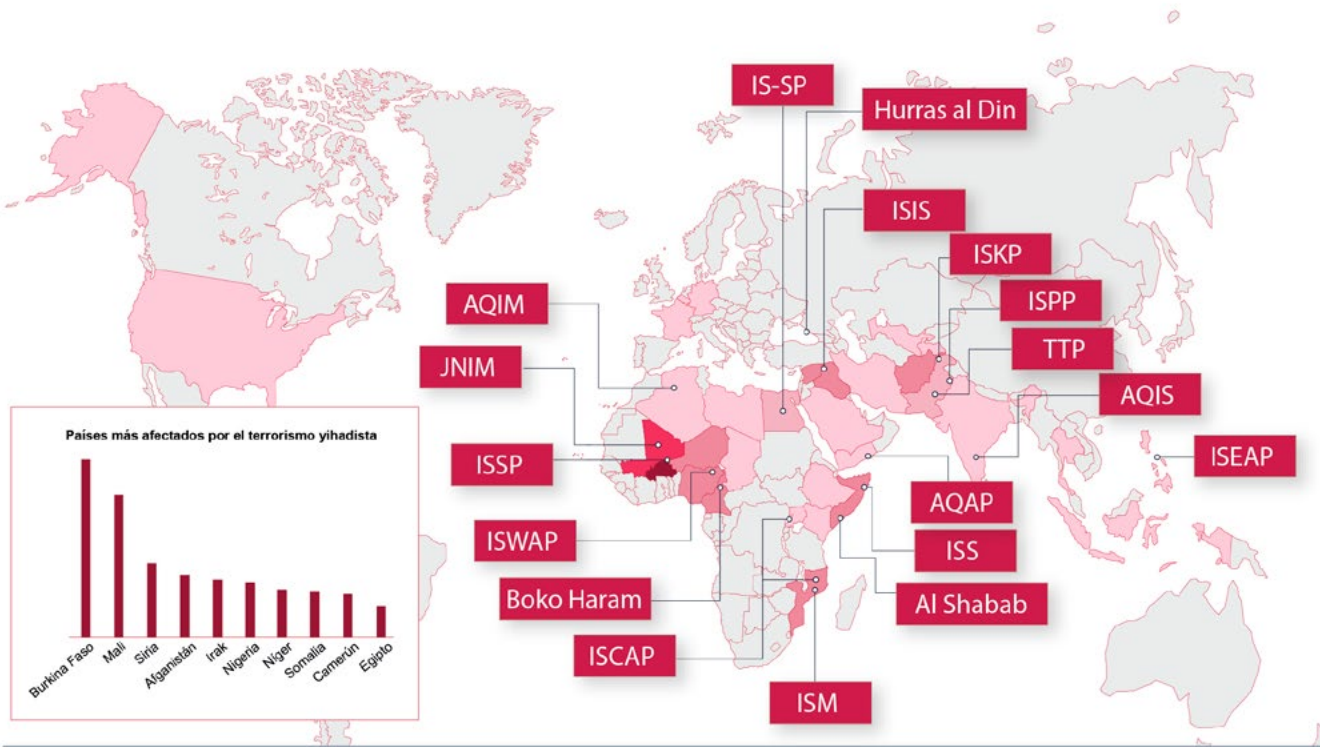 IS-SP
Hurras al Din
ISIS
ISKP
AQIM
ISPP
TTP
JNIM
AQIS
Países más afectados por el terrorismo yihadista
ISSP
ISEAP
AQAP
ISWAP
ISS
Boko Haram
Al Shabab
ISCAP
ISM
Burkina Faso
Mali
Siria
Afganistán
Irak
Nigeria
Níger
Somalia
Camerún
Egipto